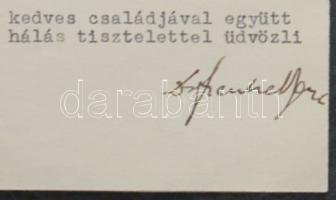 kedves családjával együtt
hálás tisztelettel üdvözli
darabanth